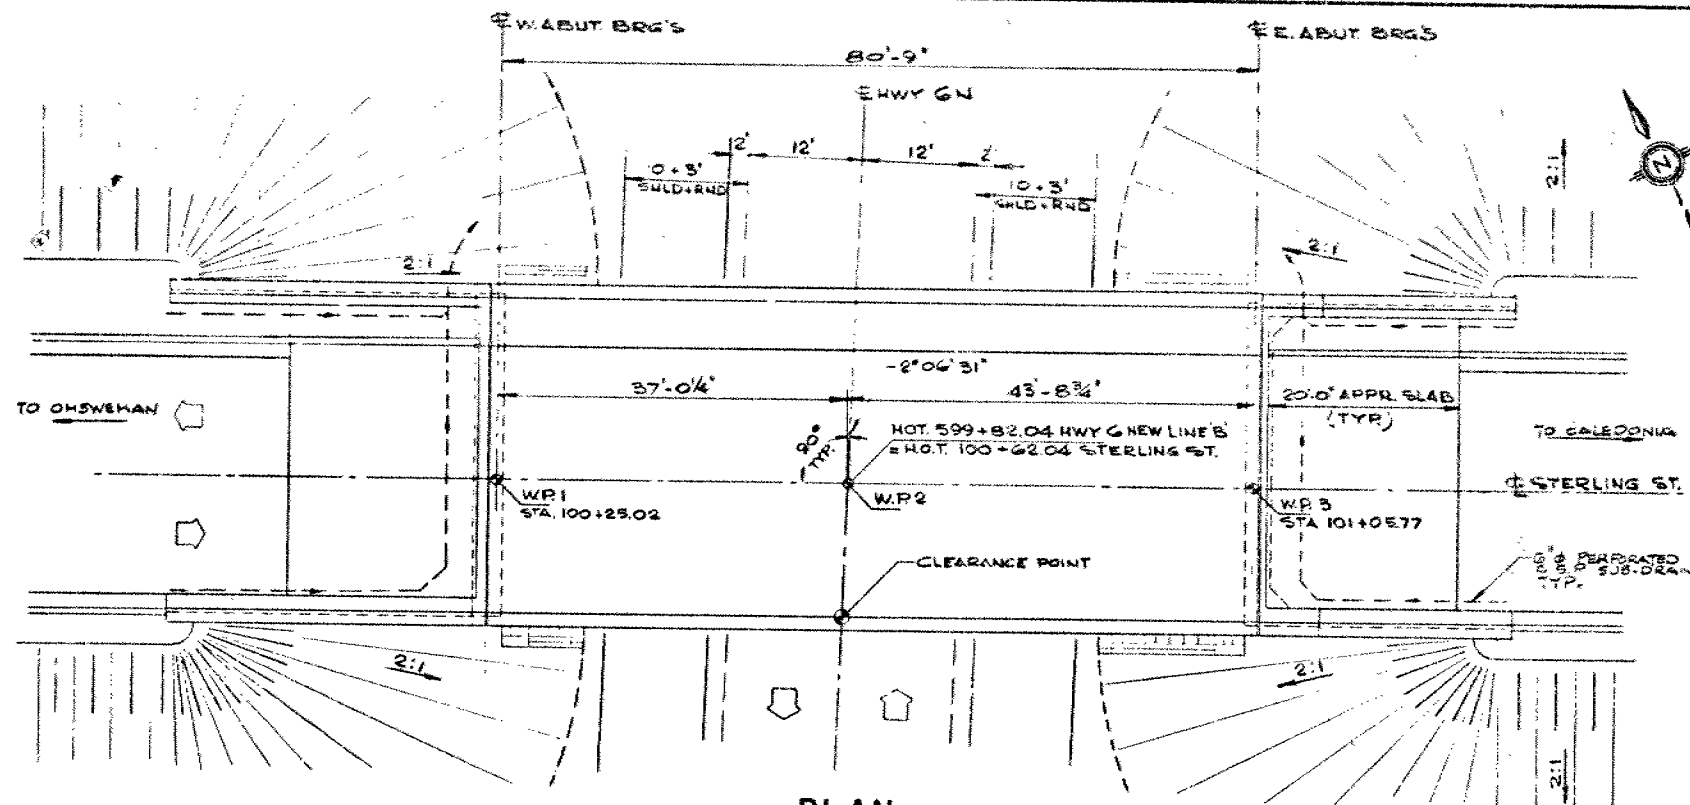 ℄ W. ABUT. BRG'S
℄ E. ABUT. BRG'S
80'-9"
℄ HWY 6N
2'
12'
12'
2'
0+3'
SHLD+RND
10+3'
SHLD+RND
2:1
N
2:1
2:1
-2°06'31"
37'-0¼"
43'-8¾"
20'-0" APPR. SLAB
(TYP.)
TO OHSWEKAN
HOT. 599+82.04 HWY 6 NEW LINE 'B'
= H.O.T. 100+62.04 STERLING ST.
90°
TYP.
TO CALEDONIA
℄ STERLING ST.
W.P. 1
STA. 100+25.02
W.P. 2
W.P. 3
STA 101+05.77
CLEARANCE POINT
PERFORATED
SUB-DRAIN
TYP.
2:1
2:1
2:1
PLAN